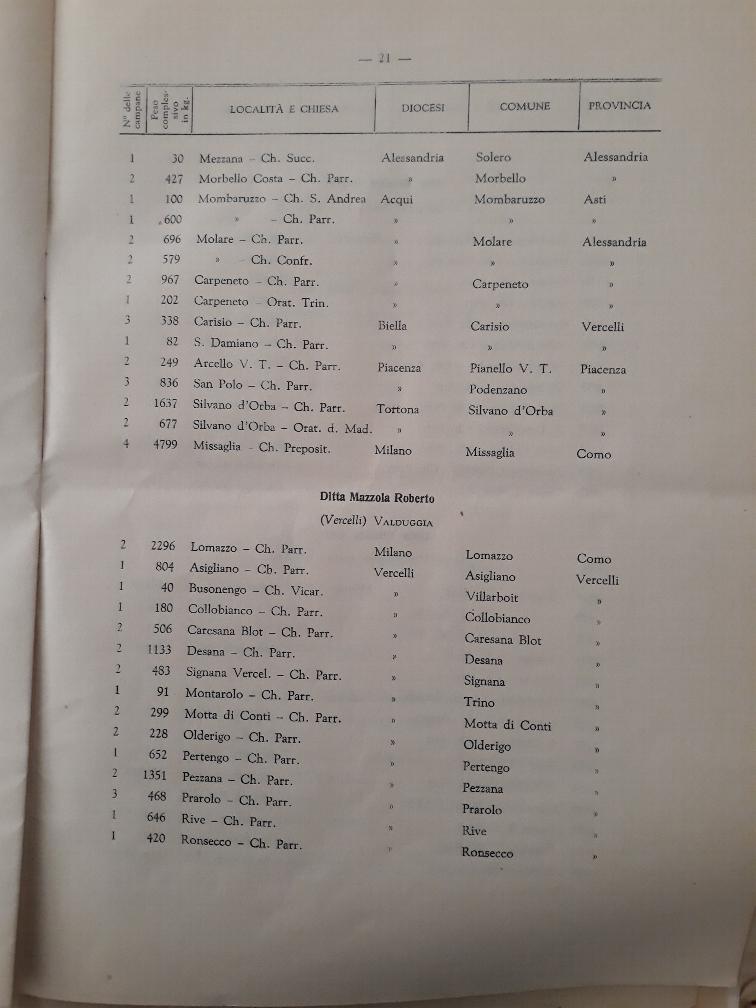 — 21 —
N° delle campane Peso comples- sivo in kg. LOCALITÀ E CHIESA DIOCESI COMUNE PROVINCIA
1 30 Mezzana – Ch. Succ. Alessandria Solero Alessandria
2 427 Morbello Costa – Ch. Parr. » Morbello »
1 100 Mombaruzzo – Ch. S. Andrea Acqui Mombaruzzo Asti
1 600 » – Ch. Parr. » » »
2 696 Molare – Ch. Parr. » Molare Alessandria
2 579 » – Ch. Confr. » » »
2 967 Carpeneto – Ch. Parr. » Carpeneto »
1 202 Carpeneto – Orat. Trin. » » »
3 338 Carisio – Ch. Parr. Biella Carisio Vercelli
1 82 S. Damiano – Ch. Parr. » » »
2 249 Arcello V. T. – Ch. Parr. Piacenza Pianello V. T. Piacenza
3 836 San Polo – Ch. Parr. » Podenzano »
2 1637 Silvano d'Orba – Ch. Parr. Tortona Silvano d'Orba »
2 677 Silvano d'Orba – Orat. d. Mad. » » »
4 4799 Missaglia – Ch. Preposit. Milano Missaglia Como
Ditta Mazzola Roberto
(Vercelli) VALDUGGIA
2 2296 Lomazzo – Ch. Parr. Milano Lomazzo Como
1 804 Asigliano – Ch. Parr. Vercelli Asigliano Vercelli
1 40 Busonengo – Ch. Vicar. » Villarboit »
1 180 Collobianco – Ch. Parr. » Collobianco »
2 506 Caresana Blot – Ch. Parr. » Caresana Blot »
2 1133 Desana – Ch. Parr. » Desana »
2 483 Signana Vercel. – Ch. Parr. » Signana »
1 91 Montarolo – Ch. Parr. » Trino »
2 299 Motta di Conti – Ch. Parr. » Motta di Conti »
2 228 Olderigo – Ch. Parr. » Olderigo »
1 652 Pertengo – Ch. Parr. » Pertengo »
2 1351 Pezzana – Ch. Parr. » Pezzana »
3 468 Prarolo – Ch. Parr. » Prarolo »
1 646 Rive – Ch. Parr. » Rive »
1 420 Ronsecco – Ch. Parr. » Ronsecco »